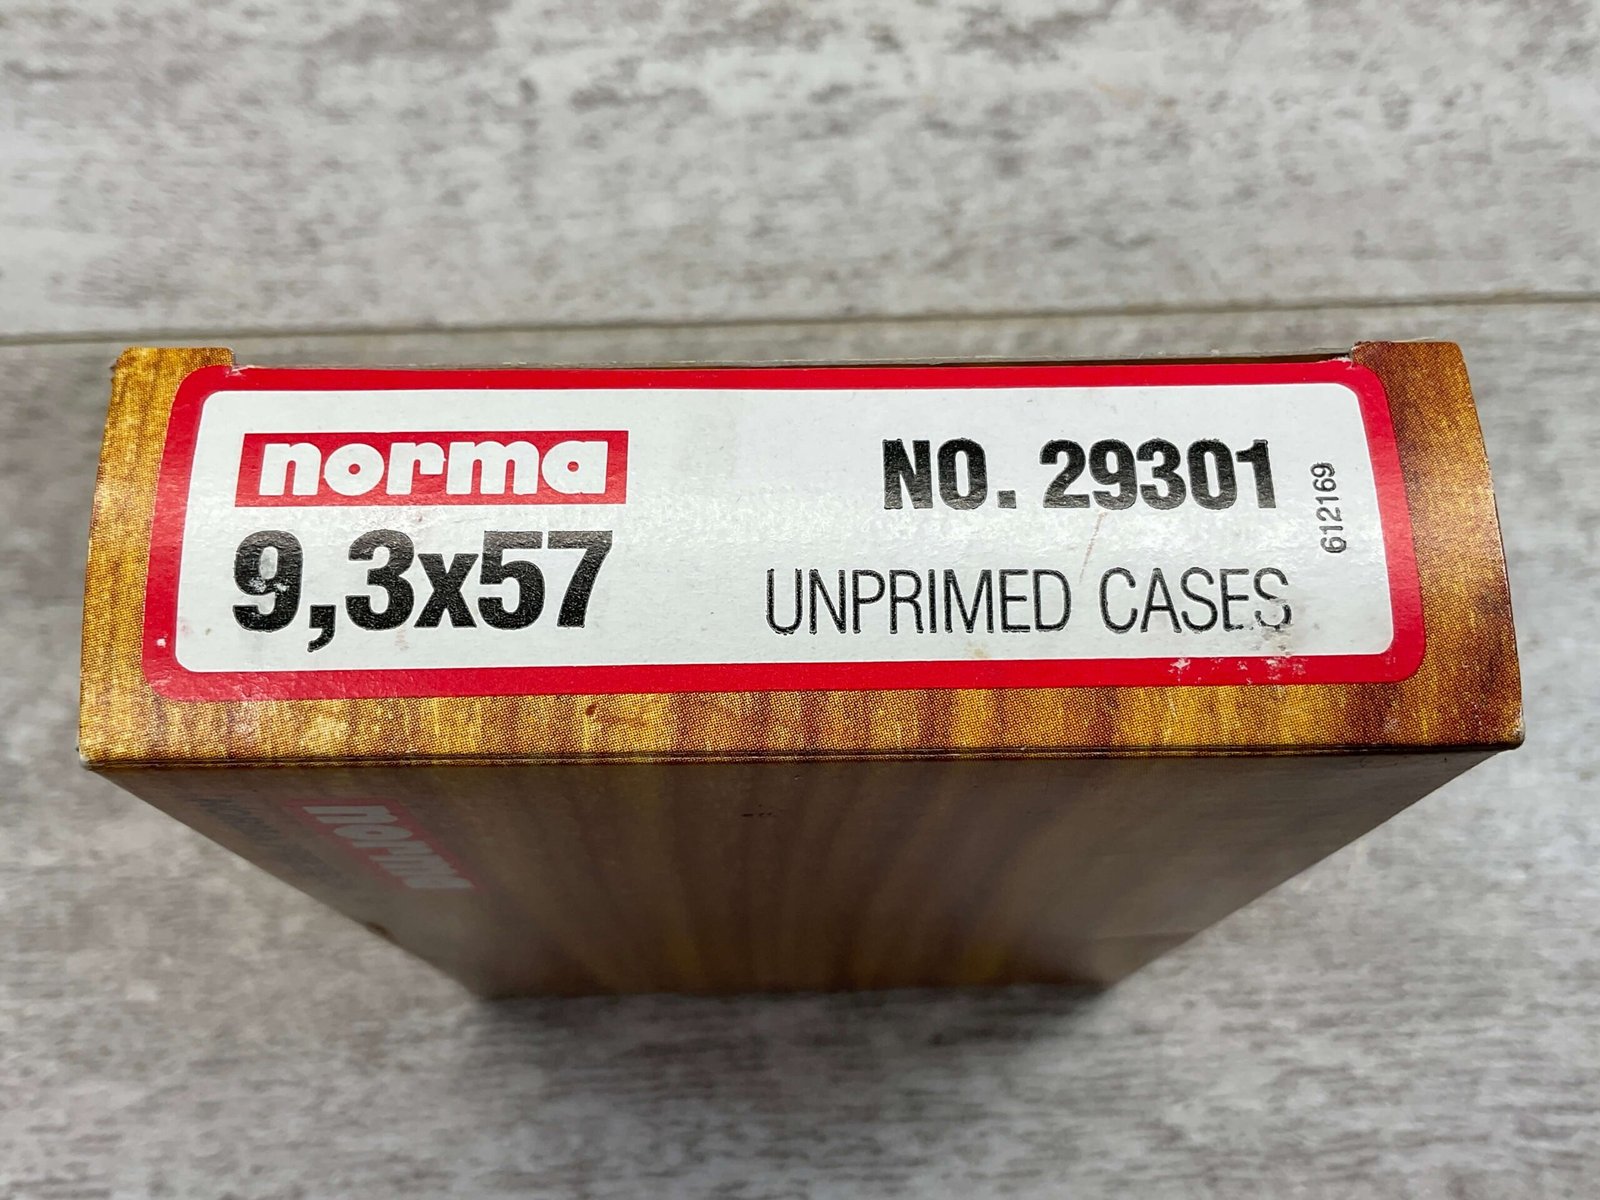 norma
9,3x57
NO. 29301
UNPRIMED CASES
612169
norma